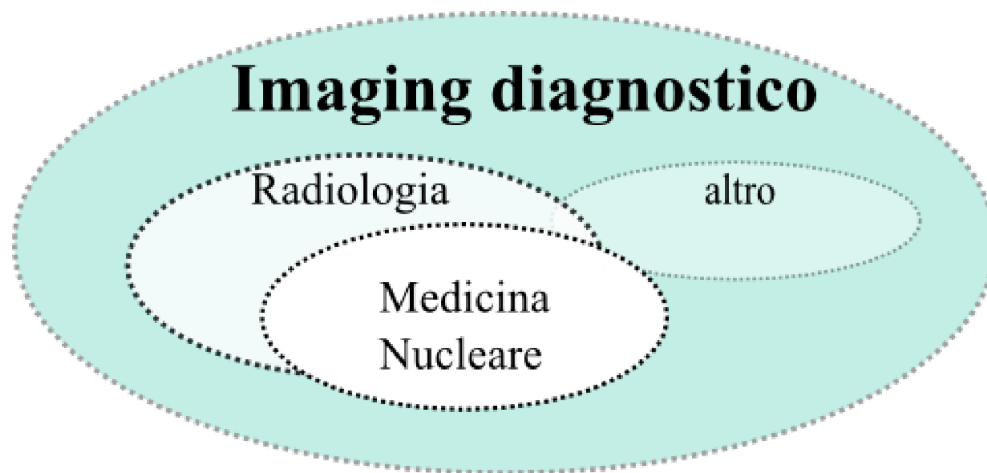 Imaging diagnostico
Radiologia
altro
Medicina
Nucleare